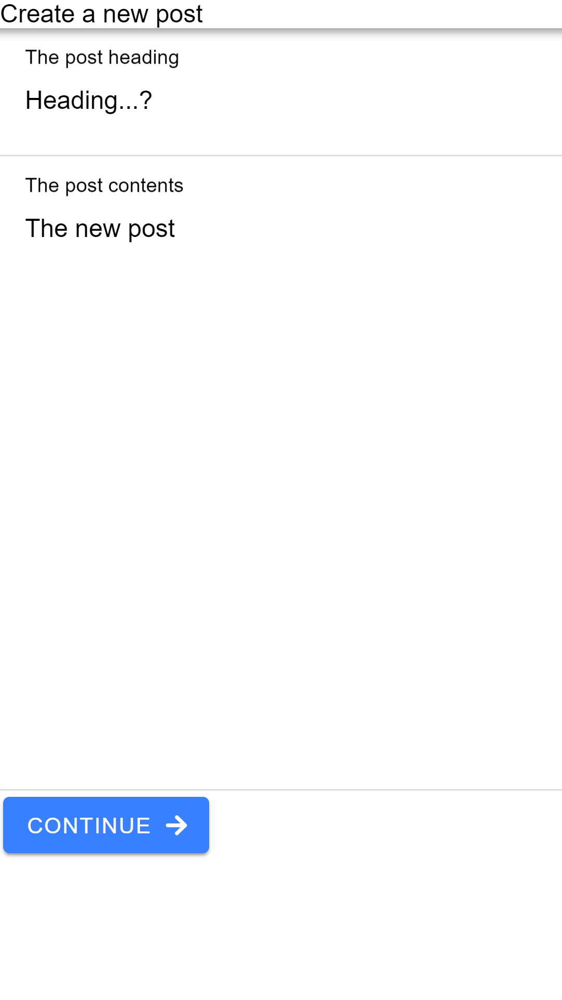 Create a new post
The post heading
Heading...?
The post contents
The new post
CONTINUE